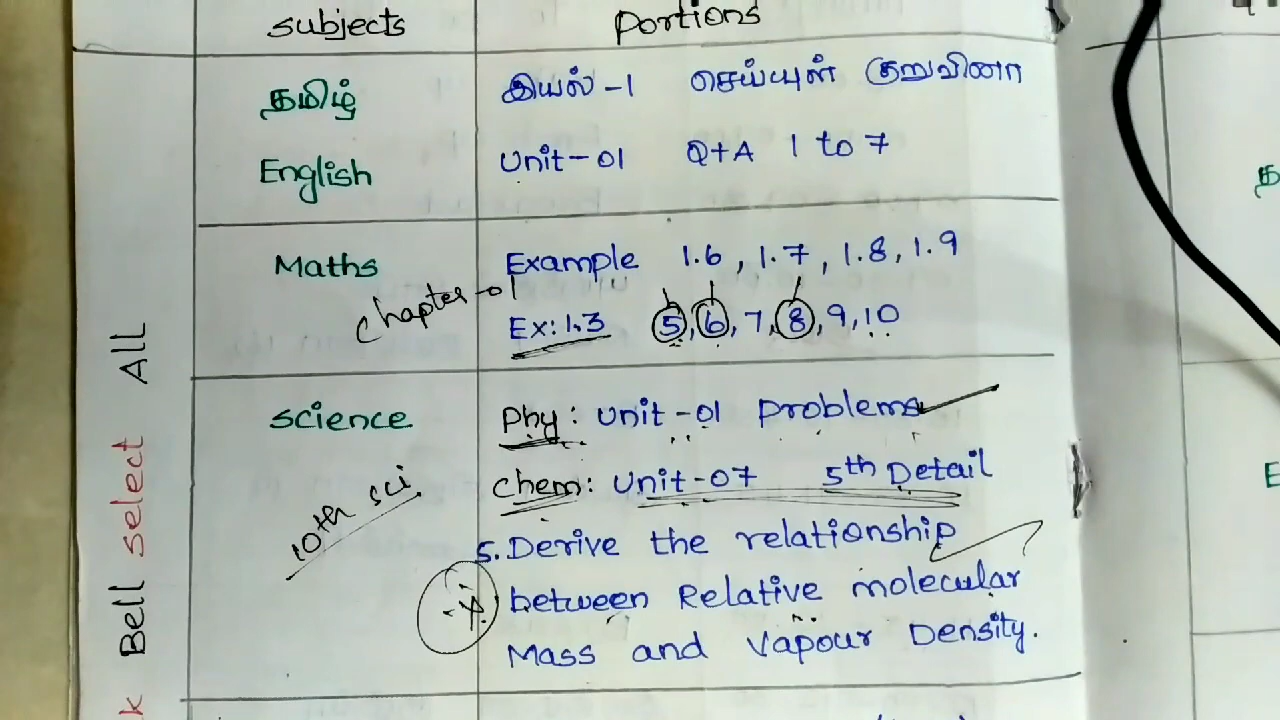 subjects portions
தமிழ் இயல் -1 செய்யுள் குறுவினா
English Unit-01 Q+A 1 to 7
Maths Example 1.6, 1.7, 1.8, 1.9
Chapter-01
Ex: 1.3 5, 6, 7, 8, 9, 10
science Phy: Unit-01 problems
10th sci
chem: Unit-07 5th Detail
5. Derive the relationship
between Relative molecular
Mass and Vapour Density.
Bell select All